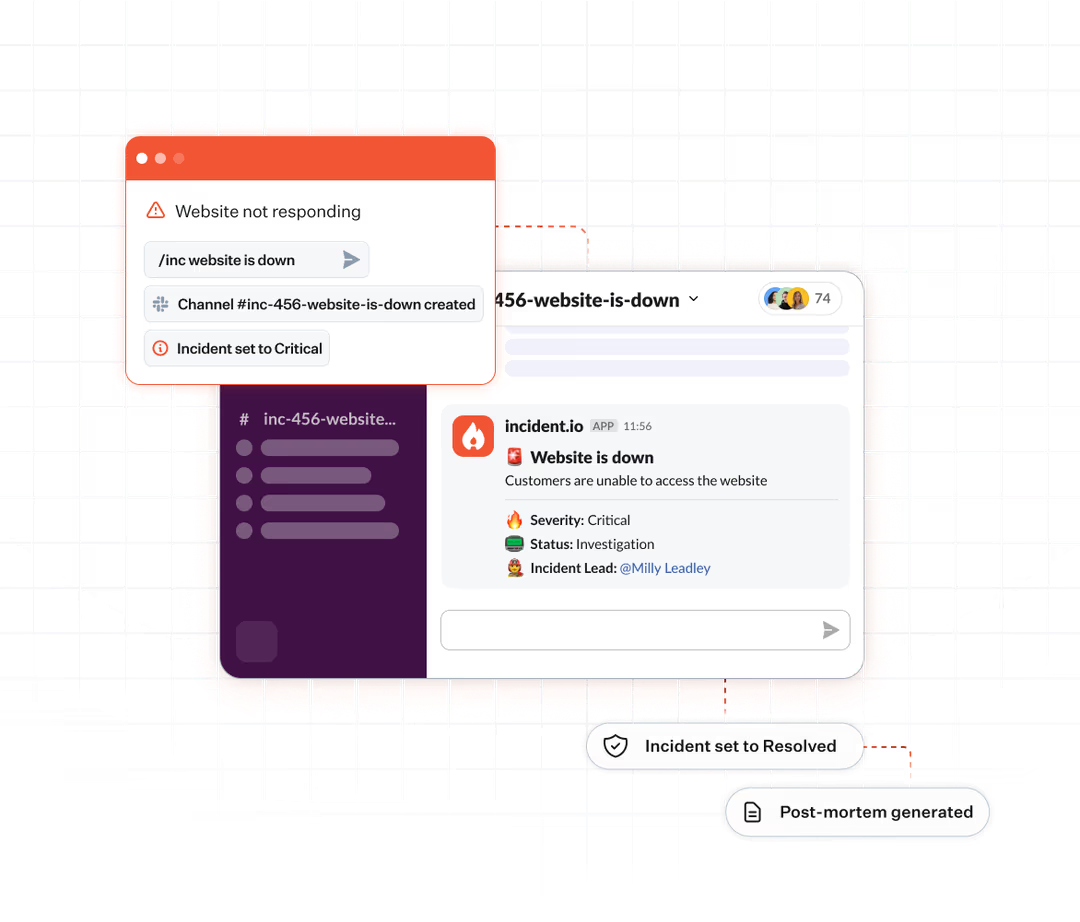 Website not responding
/inc website is down
Channel #inc-456-website-is-down created
Incident set to Critical
456-website-is-down
74
# inc-456-website...
incident.io APP 11:56
Website is down
Customers are unable to access the website
Severity: Critical
Status: Investigation
Incident Lead: @Milly Leadley
Incident set to Resolved
Post-mortem generated